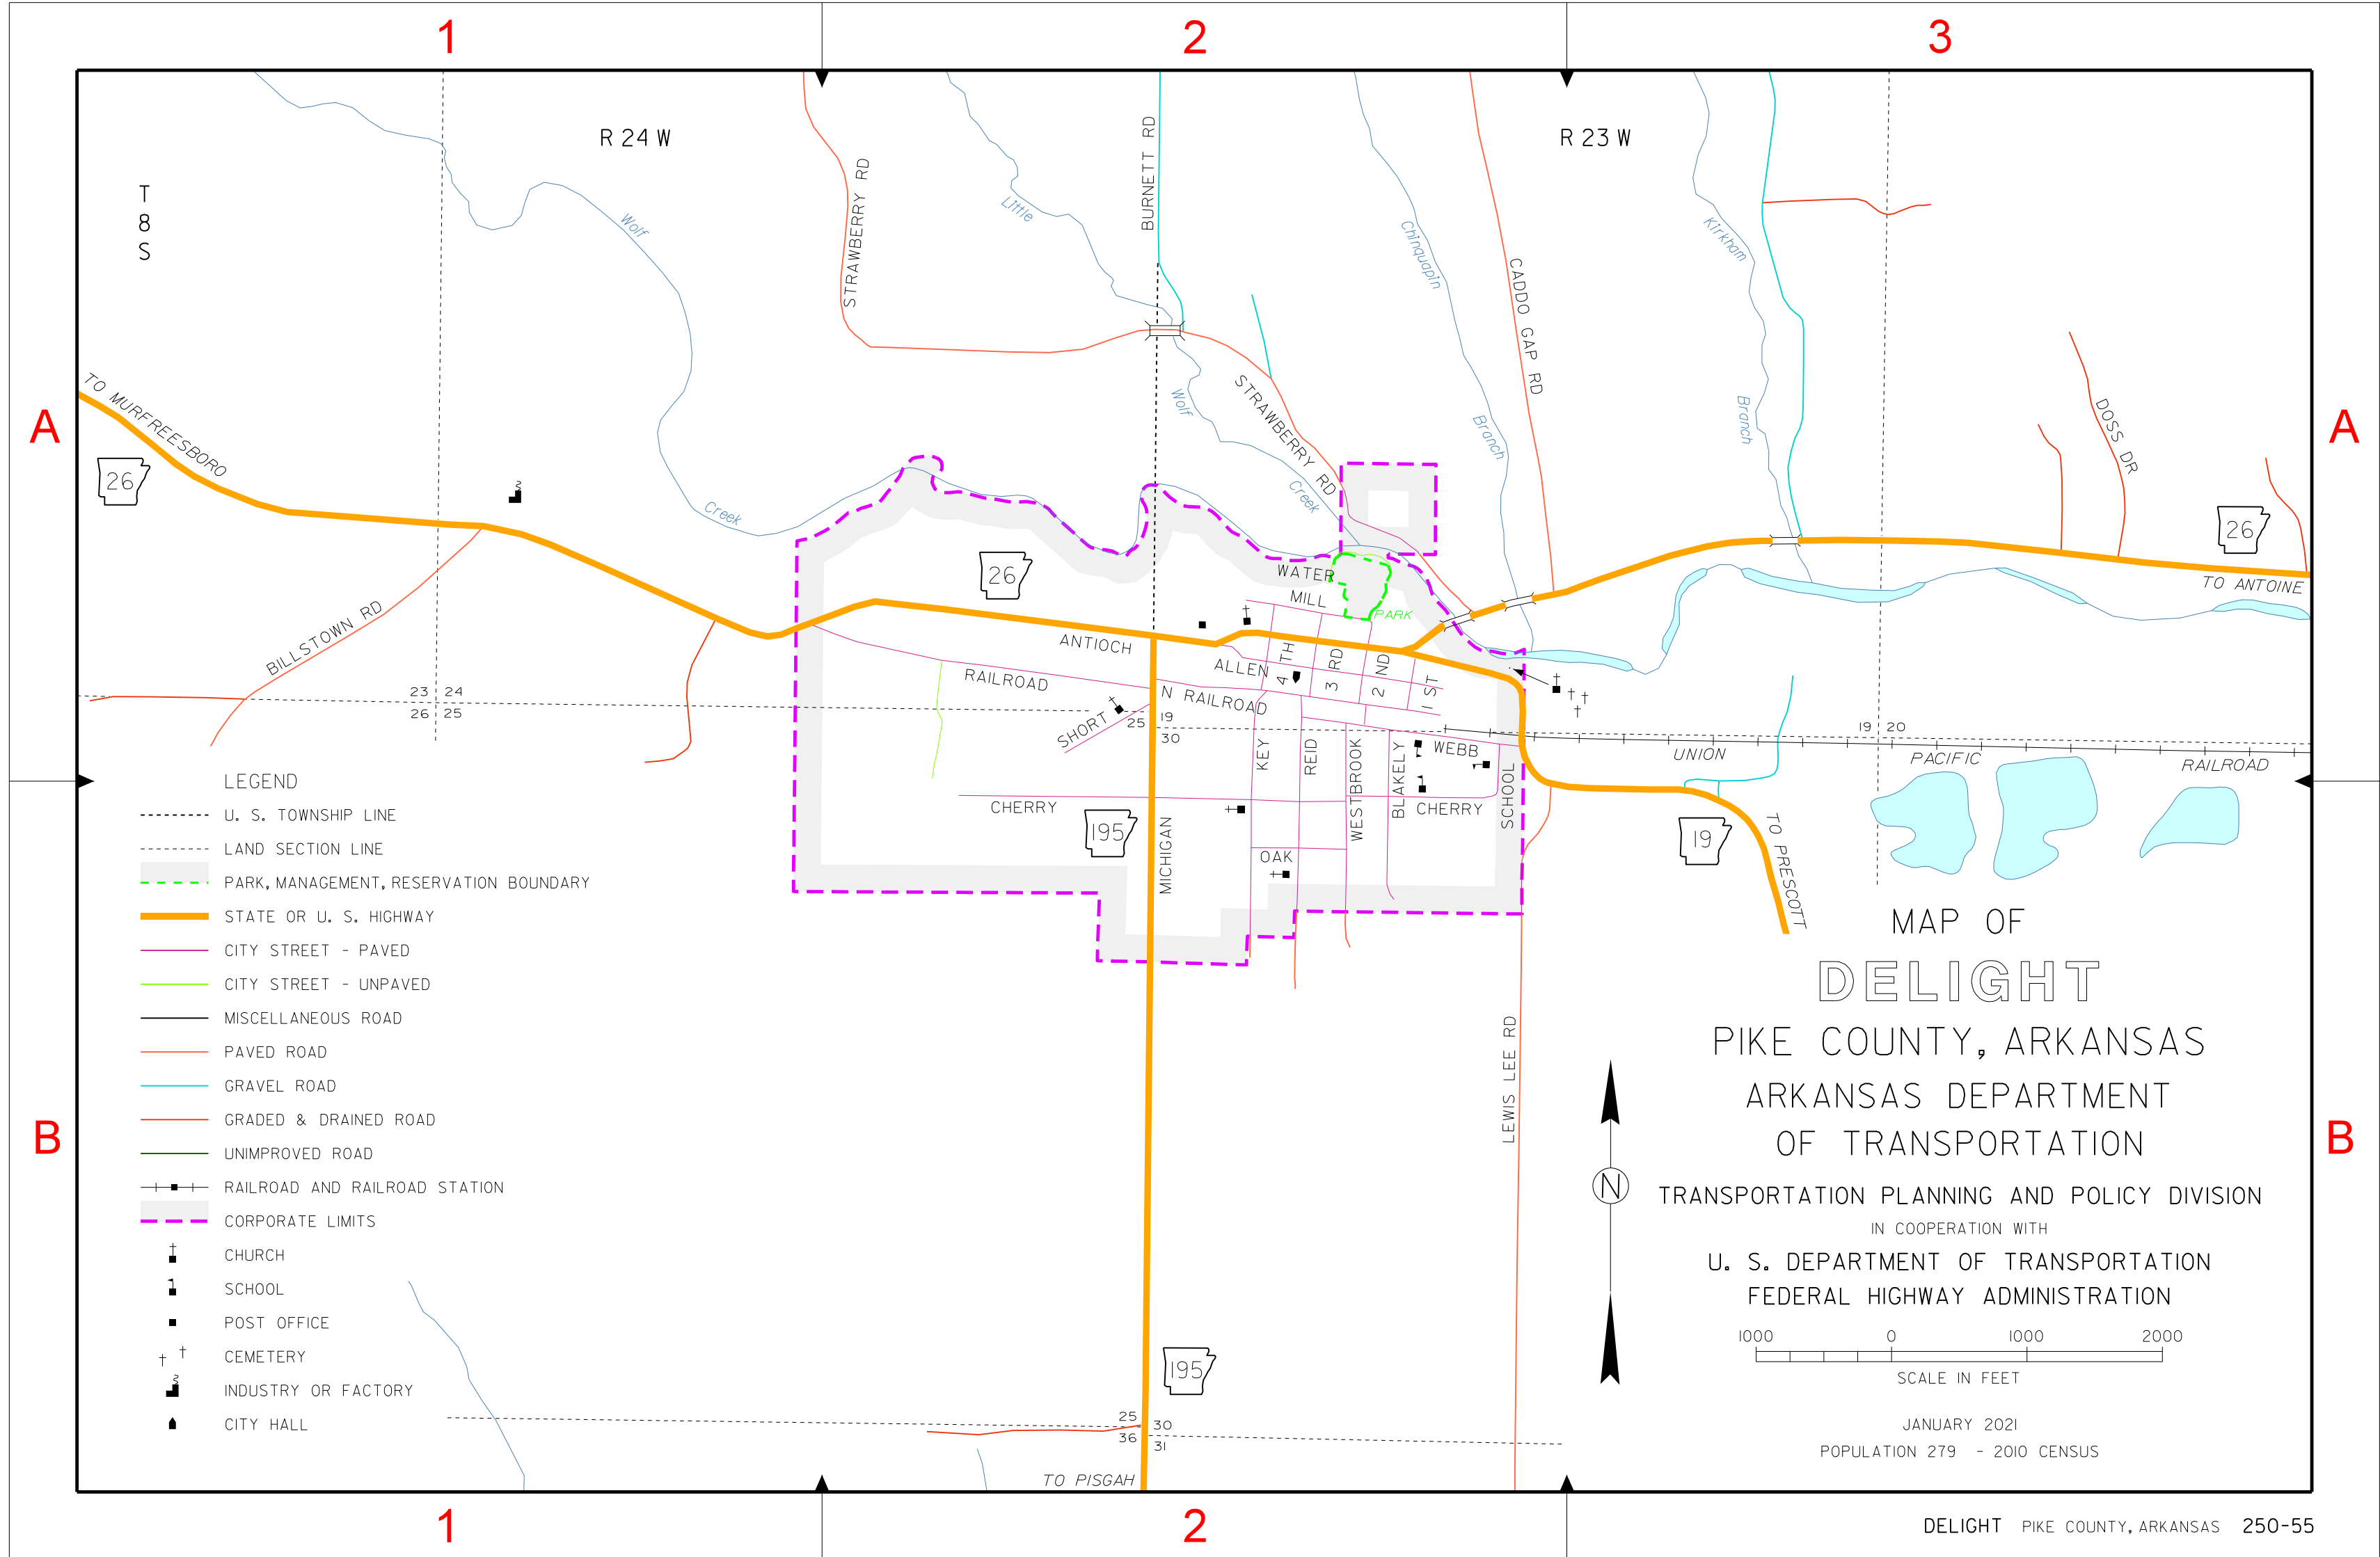 1
2
3
R 24 W
R 23 W
T
8
S
STRAWBERRY RD
BURNETT RD
Wolf
Little
Chinquapin
Kirkham
CADDO GAP RD
A
A
TO MURFREESBORO
26
STRAWBERRY RD
Wolf
Branch
Branch
DOSS DR
Creek
Creek
26
26
TO ANTOINE
WATER
MILL
PARK
BILLSTOWN RD
ANTIOCH
ALLEN
4 TH
3 RD
2 ND
1 ST
RAILROAD
N RAILROAD
SHORT
23 24
26 25
25 19
30
19 20
UNION PACIFIC RAILROAD
KEY
REID
WESTBROOK
BLAKELY
WEBB
SCHOOL
CHERRY
CHERRY
195
MICHIGAN
OAK
19
TO PRESCOTT
LEGEND
U. S. TOWNSHIP LINE
LAND SECTION LINE
PARK, MANAGEMENT, RESERVATION BOUNDARY
STATE OR U. S. HIGHWAY
CITY STREET - PAVED
CITY STREET - UNPAVED
MISCELLANEOUS ROAD
PAVED ROAD
GRAVEL ROAD
GRADED & DRAINED ROAD
UNIMPROVED ROAD
RAILROAD AND RAILROAD STATION
CORPORATE LIMITS
CHURCH
SCHOOL
POST OFFICE
CEMETERY
INDUSTRY OR FACTORY
CITY HALL
B
B
LEWIS LEE RD
195
25 30
36 31
TO PISGAH
MAP OF
DELIGHT
PIKE COUNTY, ARKANSAS
ARKANSAS DEPARTMENT
OF TRANSPORTATION
N
TRANSPORTATION PLANNING AND POLICY DIVISION
IN COOPERATION WITH
U. S. DEPARTMENT OF TRANSPORTATION
FEDERAL HIGHWAY ADMINISTRATION
1000 0 1000 2000
SCALE IN FEET
JANUARY 2021
POPULATION 279 - 2010 CENSUS
1
2
DELIGHT PIKE COUNTY, ARKANSAS 250-55